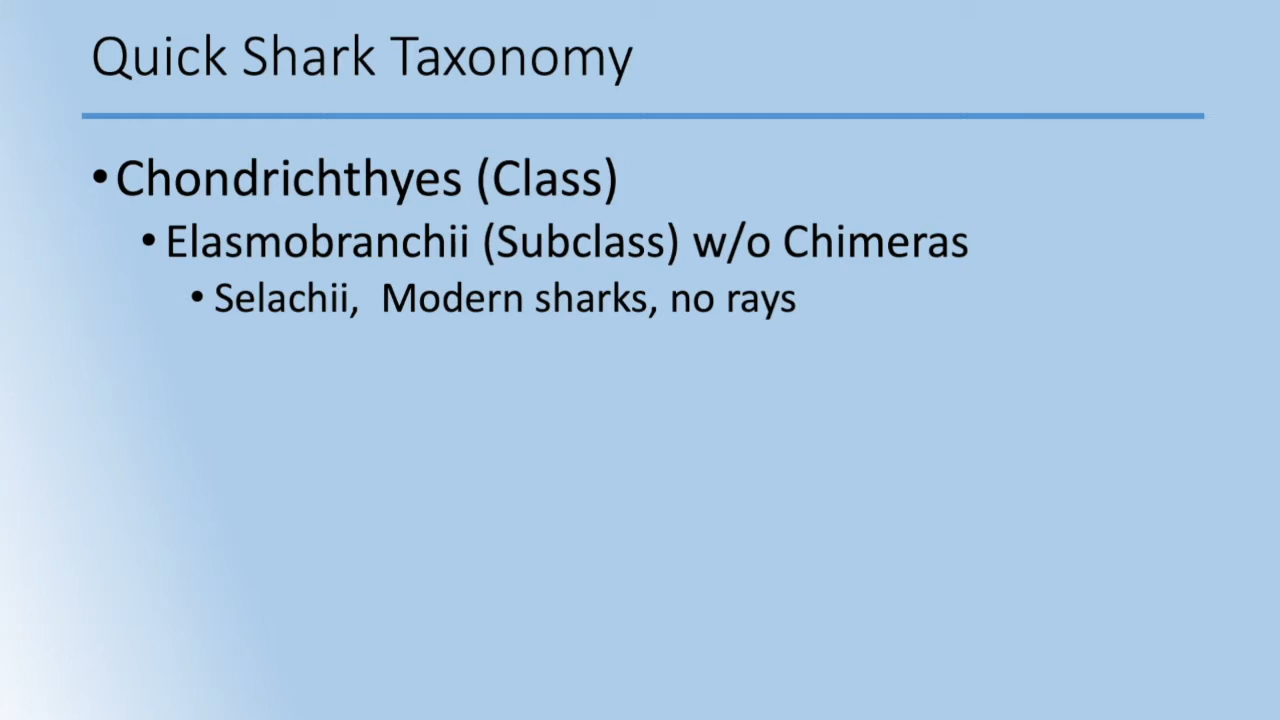 Quick Shark Taxonomy
•Chondrichthyes (Class)
• Elasmobranchii (Subclass) w/o Chimeras
• Selachii,  Modern sharks, no rays